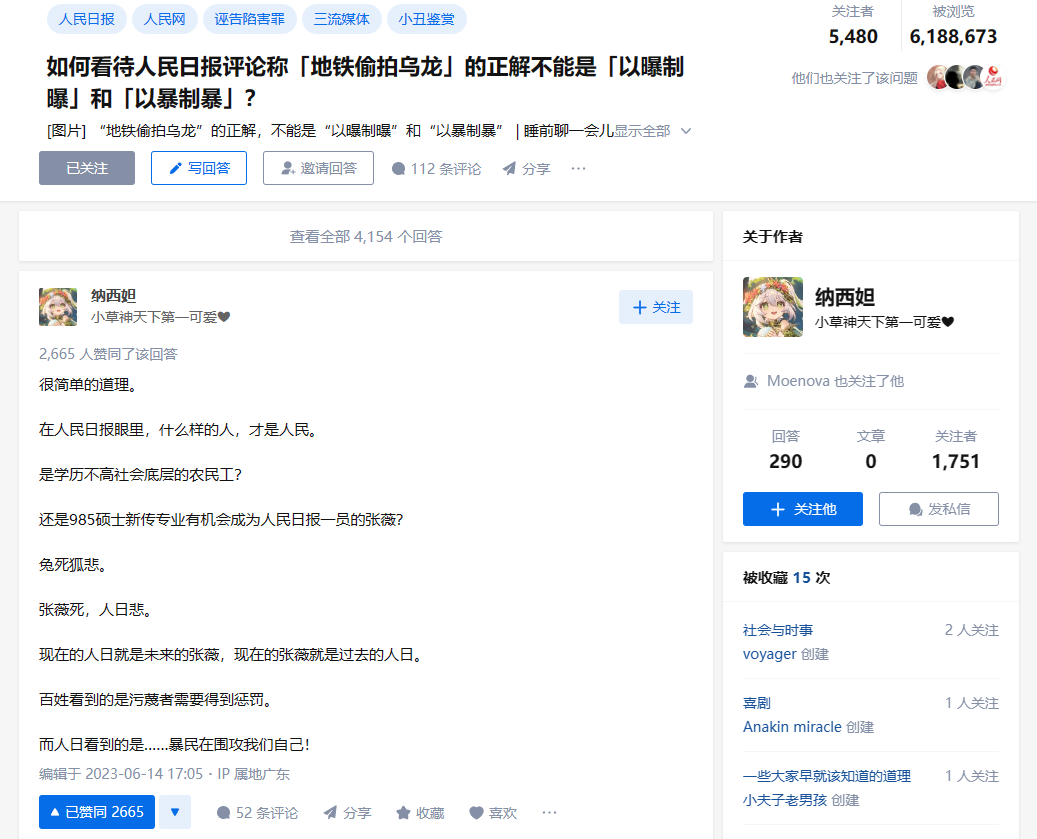 人民日报 人民网 诬告陷害罪 三流媒体 小丑鉴赏
关注者 被浏览
5,480 6,188,673
他们也关注了该问题
如何看待人民日报评论称「地铁偷拍乌龙」的正解不能是「以曝制
曝」和「以暴制暴」？
[图片] “地铁偷拍乌龙”的正解，不能是“以曝制曝”和“以暴制暴” | 睡前聊一会儿显示全部
已关注 写回答 邀请回答 112 条评论 分享 ···
查看全部 4,154 个回答
纳西妲
小草神天下第一可爱♥
关注
2,665 人赞同了该回答
很简单的道理。
在人民日报眼里，什么样的人，才是人民。
是学历不高社会底层的农民工？
还是985硕士新传专业有机会成为人民日报一员的张薇？
兔死狐悲。
张薇死，人日悲。
现在的人日就是未来的张薇，现在的张薇就是过去的人日。
百姓看到的是污蔑者需要得到惩罚。
而人日看到的是......暴民在围攻我们自己！
编辑于 2023-06-14 17:05 · IP 属地广东
已赞同 2665 52 条评论 分享 收藏 喜欢 ···
关于作者
纳西妲
小草神天下第一可爱♥
Moenova 也关注了他
回答 文章 关注者
290 0 1,751
关注他 发私信
被收藏 15 次
社会与时事 2 人关注
voyager 创建
喜剧 1 人关注
Anakin miracle 创建
一些大家早就该知道的道理 1 人关注
小夫子老男孩 创建